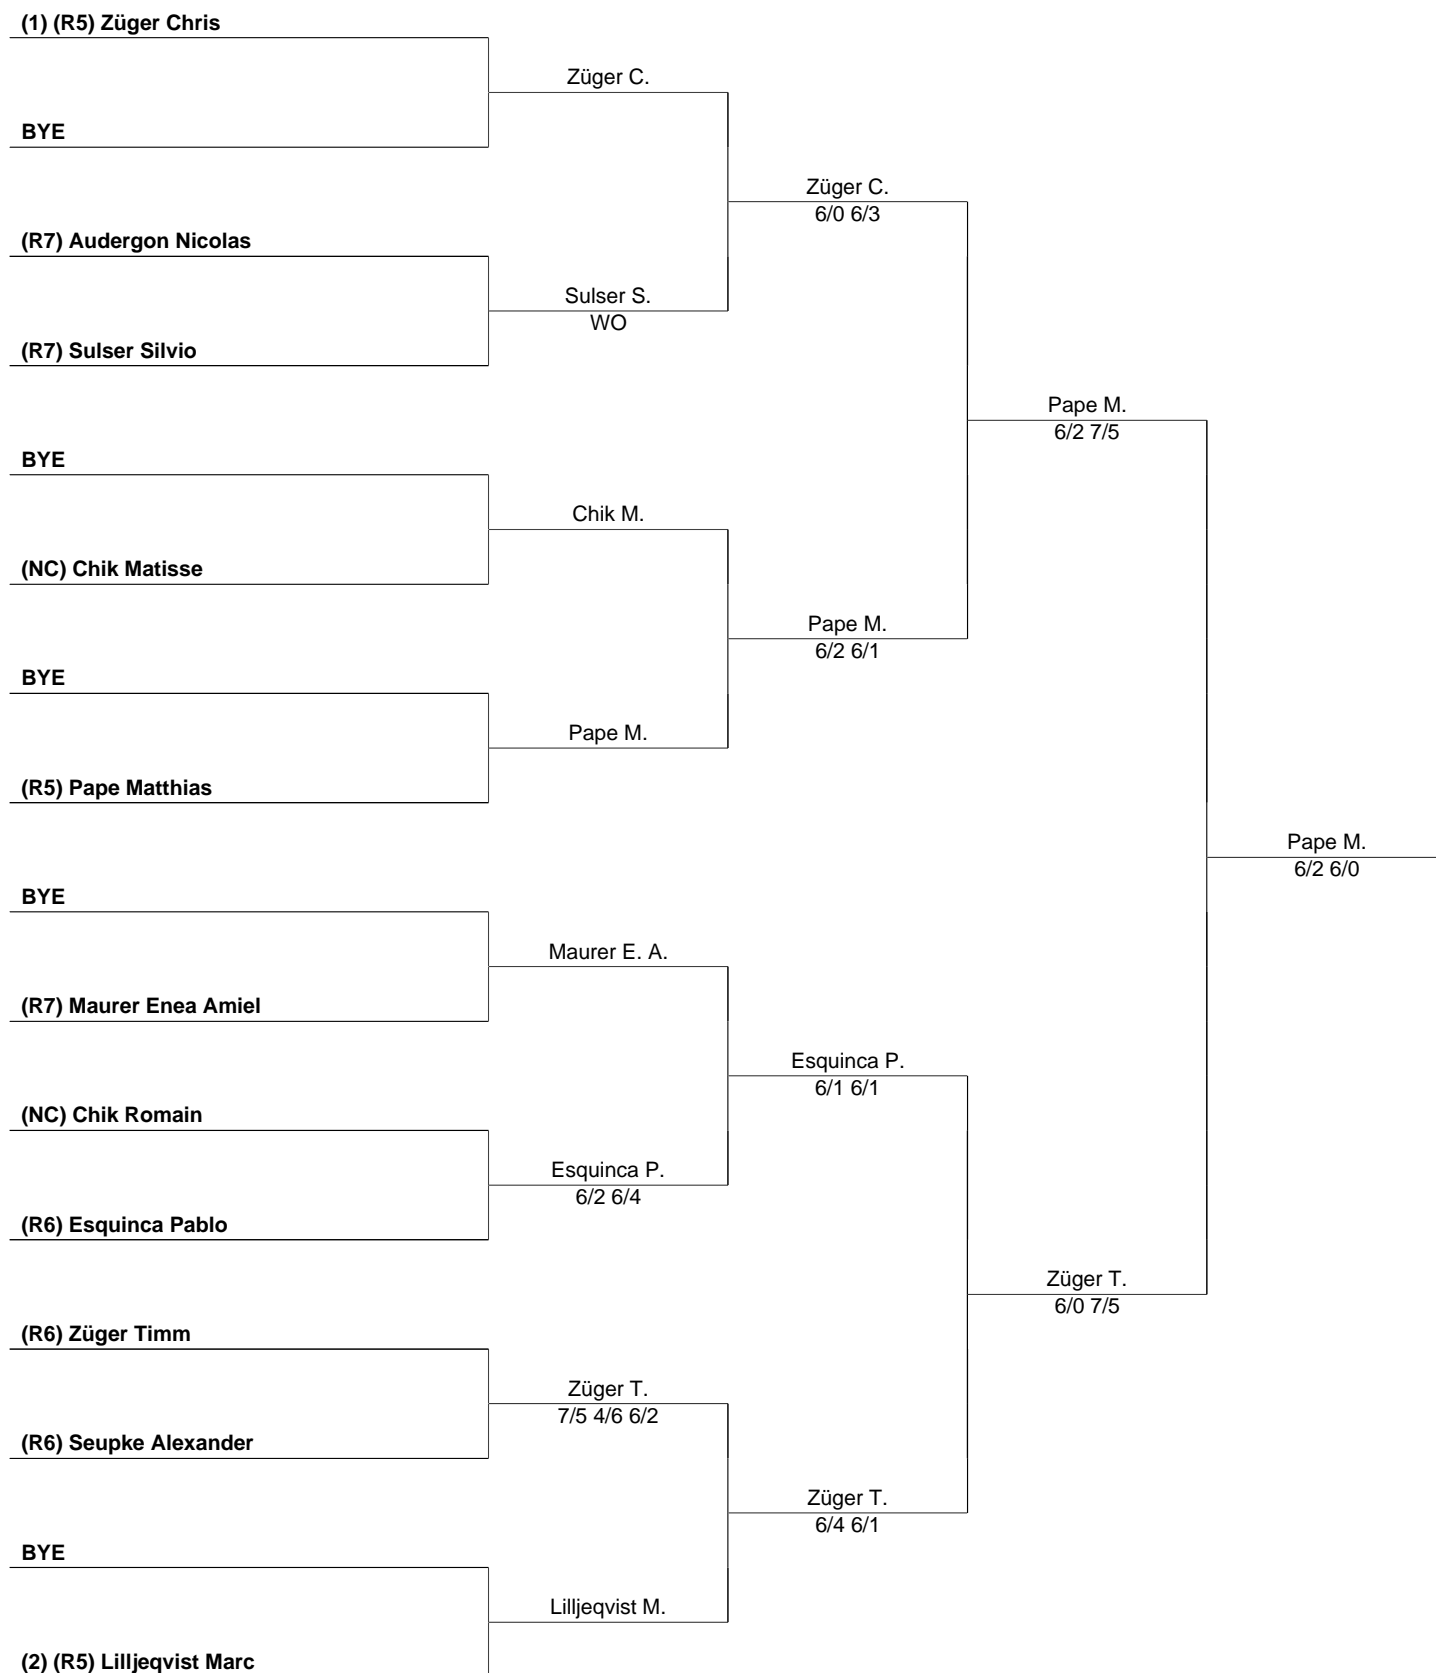 (1) (R5) Züger Chris
Züger C.
BYE
Züger C.
6/0 6/3
(R7) Audergon Nicolas
Sulser S.
WO
(R7) Sulser Silvio
Pape M.
6/2 7/5
BYE
Chik M.
(NC) Chik Matisse
Pape M.
6/2 6/1
BYE
Pape M.
(R5) Pape Matthias
Pape M.
6/2 6/0
BYE
Maurer E. A.
(R7) Maurer Enea Amiel
Esquinca P.
6/1 6/1
(NC) Chik Romain
Esquinca P.
6/2 6/4
(R6) Esquinca Pablo
Züger T.
6/0 7/5
(R6) Züger Timm
Züger T.
7/5 4/6 6/2
(R6) Seupke Alexander
Züger T.
6/4 6/1
BYE
Lilljeqvist M.
(2) (R5) Lilljeqvist Marc